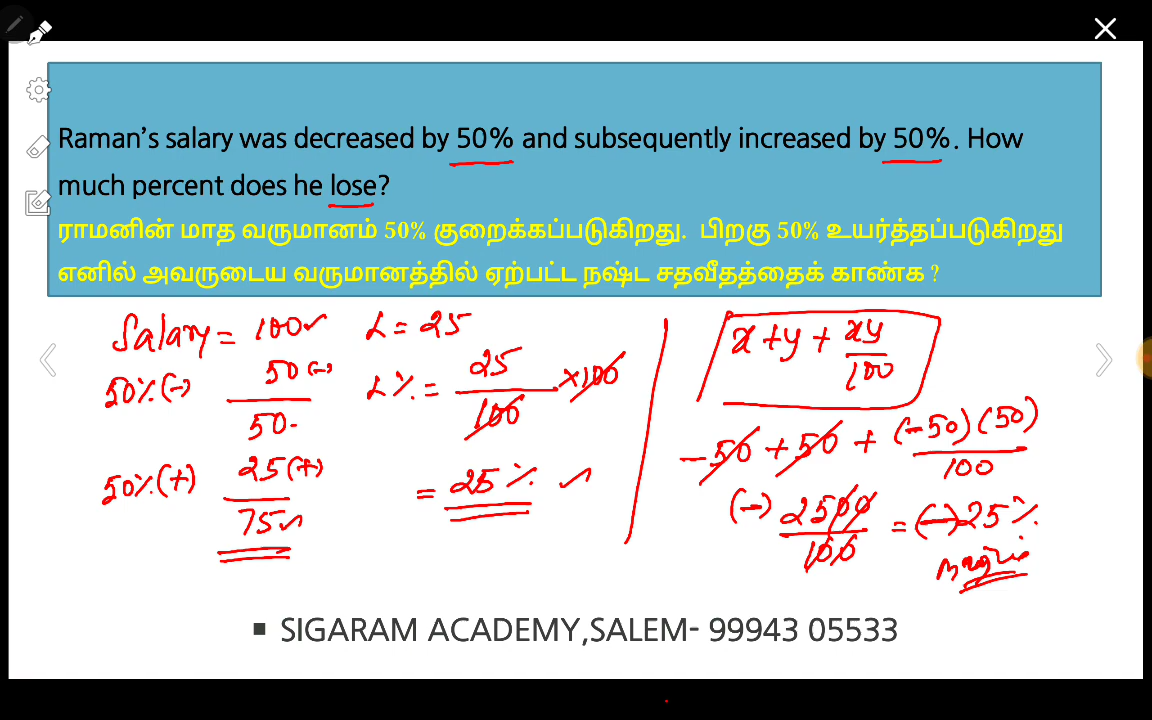 Raman's salary was decreased by 50% and subsequently increased by 50%. How
much percent does he lose?
ராமனின் மாத வருமானம் 50% குறைக்கப்படுகிறது. பிறகு 50% உயர்த்தப்படுகிறது
எனில் அவருடைய வருமானத்தில் ஏற்பட்ட நஷ்ட சதவீதத்தைக் காண்க ?
Salary = 100
50%(-) 50(-)
50
50%(+) 25(+)
75
L = 25
L% = 25/100 ×100
= 25%
x+y+ xy/100
-50+50+ (-50)(50)/100
(-) 2500/100 = (-)25%
▪ SIGARAM ACADEMY,SALEM- 99943 05533